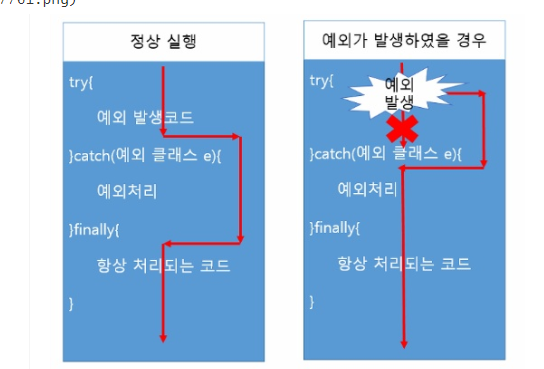 /01.png)
정상 실행
try{
예외 발생코드
}catch(예외 클래스 e){
예외처리
}finally{
항상 처리되는 코드
}
예외가 발생하였을 경우
try{
예외
발생
}catch(예외 클래스 e){
예외처리
}finally{
항상 처리되는 코드
}